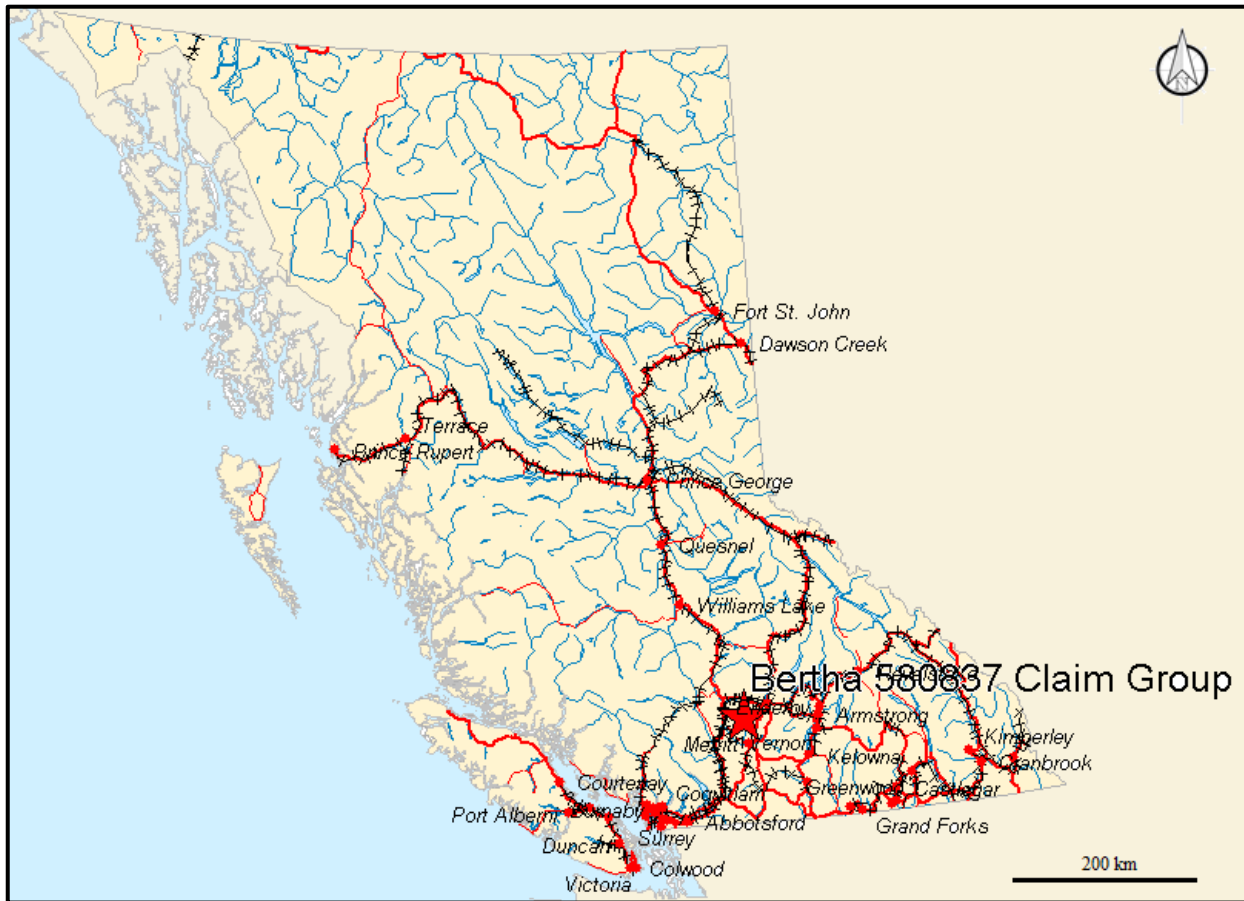 N
Fort St. John
Dawson Creek
Terrace
Prince Rupert
Prince George
Quesnel
Williams Lake
Bertha 580837 Claim Group
Enderby
Armstrong
Merritt
Vernon
Kelowna
Kimberley
Cranbrook
Courtenay
Coquitlam
Greenwood
Castlegar
Port Alberni
Burnaby
Abbotsford
Grand Forks
Surrey
Duncan
Colwood
Victoria
200 km